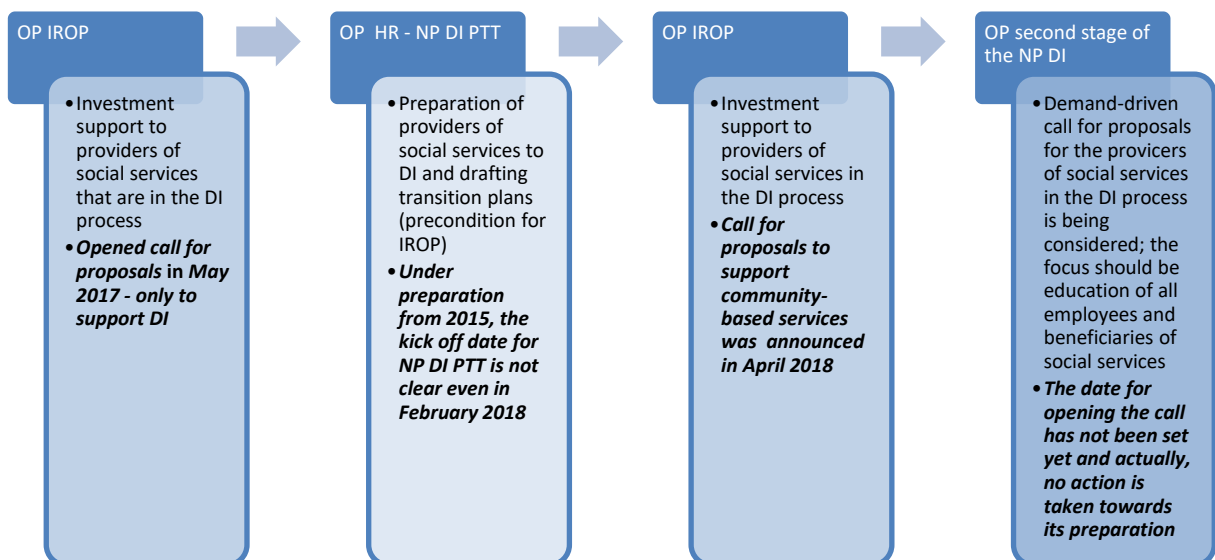 OP IROP
• Investment
support to
providers of
social services
that are in the DI
process
• Opened call for
proposals in May
2017 - only to
support DI
OP HR - NP DI PTT
• Preparation of
providers of
social services to
DI and drafting
transition plans
(precondition for
IROP)
• Under
preparation
from 2015, the
kick off date for
NP DI PTT is not
clear even in
February 2018
OP IROP
• Investment
support to
providers of
social services in
the DI process
• Call for
proposals to
support
community-
based services
was announced
in April 2018
OP second stage of
the NP DI
• Demand-driven
call for proposals
for the provicers
of social services
in the DI process
is being
considered; the
focus should be
education of all
employees and
beneficiaries of
social services
• The date for
opening the call
has not been set
yet and actually,
no action is
taken towards
its preparation